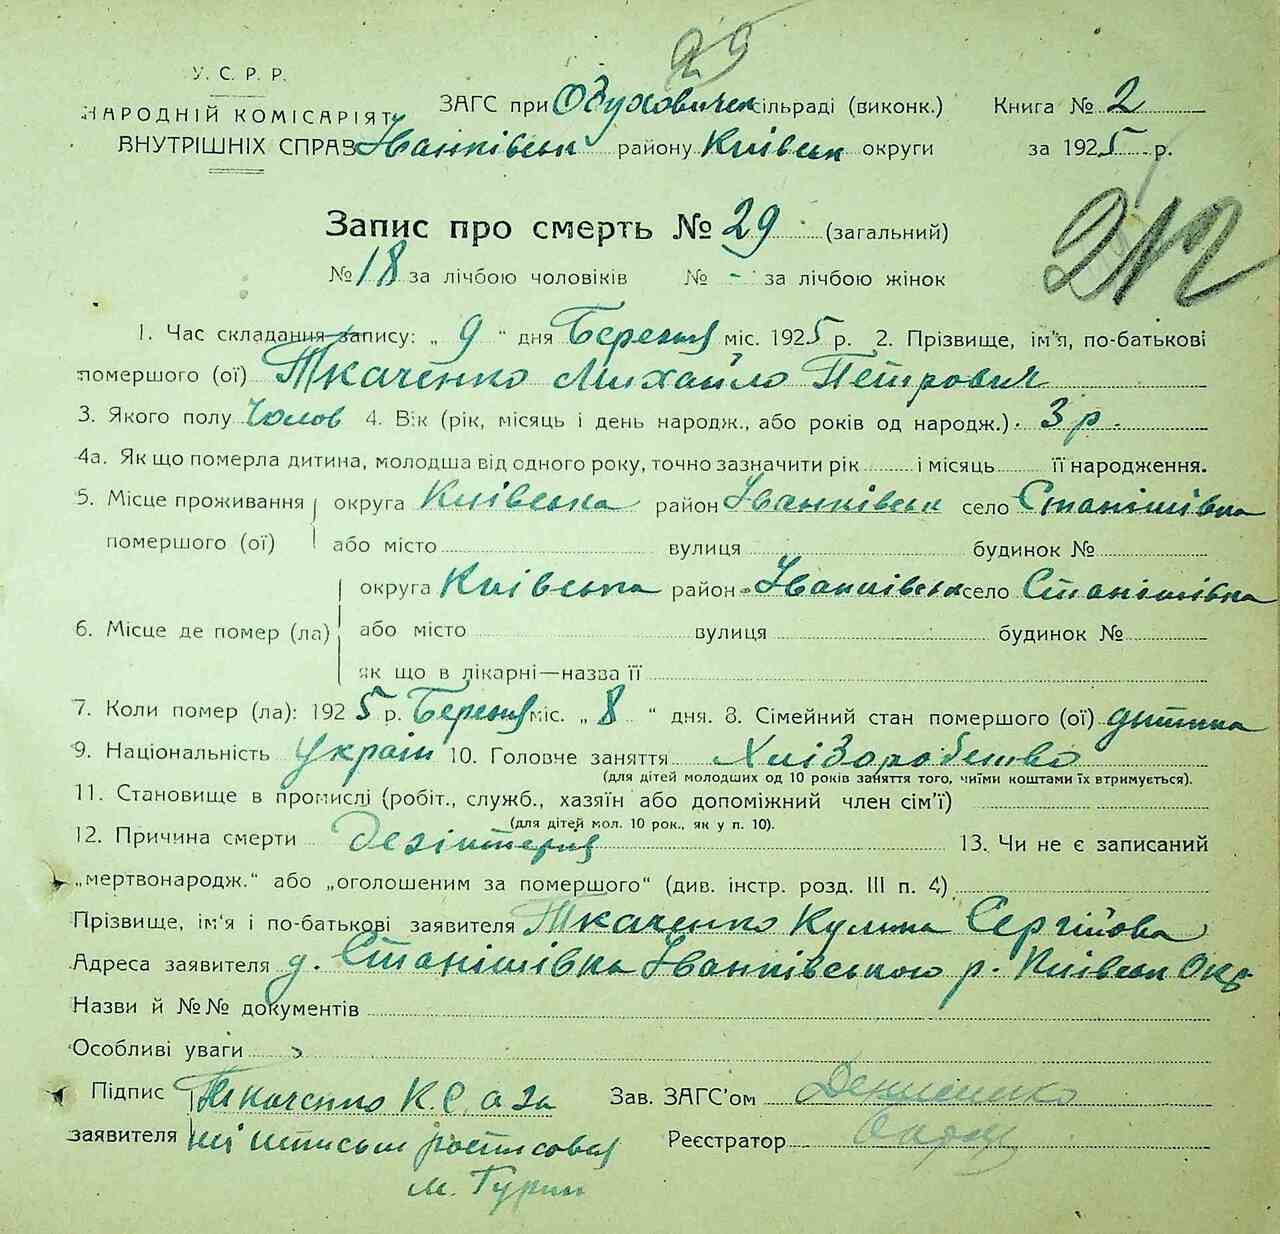 29
У. С. Р. Р.
НАРОДНІЙ КОМІСАРІЯТ
ВНУТРІШНІХ СПРАВ
ЗАГС при Обуховичск сільраді (виконк.) Книга № 2
Іванківськ району Київськ округи за 1925 р.
212
Запис про смерть № 29 (загальний)
№ 18 за лічбою чоловіків № - за лічбою жінок
1. Час складання запису: „ 9 “ дня Березня міс. 1925 р. 2. Прізвище, ім’я, по-батькові
помершого (ої) Ткаченко Михайло Петрович
3. Якого полу Чолов 4. Вік (рік, місяць і день народж., або років од народж.). 3 р.
4а. Як що померла дитина, молодша від одного року, точно зазначити рік і місяць її народження.
5. Місце проживання помершого (ої) округа Київська район Іванківськ село Станішівка
або місто вулиця будинок №
6. Місце де помер (ла) округа Київська район Іванківськ село Станішівка
або місто вулиця будинок №
як що в лікарні—назва її
7. Коли помер (ла): 1925 р. Березня міс. „ 8 “ дня. 8. Сімейний стан помершого (ої) дитина
9. Національність Україн 10. Головне заняття Хліборобство
(для дітей молодших од 10 років заняття того, чиїми коштами їх втримується).
11. Становище в промислі (робіт., служб., хазяїн або допоміжний член сім’ї)
(для дітей мол. 10 рок., як у п. 10).
12. Причина смерти Дезінтерия 13. Чи не є записаний
„мертвонародж.“ або „оголошеним за помершого“ (див. інстр. розд. III п. 4)
Прізвище, ім’я і по-батькові заявителя Ткаченко Кулина Сергійова
Адреса заявителя д. Станішівка Іванківського р. Київськ Окр
Назви й №№ документів
Особливі уваги
Підпис заявителя Ткаченко К. С. а за Зав. ЗАГС’ом Денисенко
неї росписовся Реєстратор
М. Турин